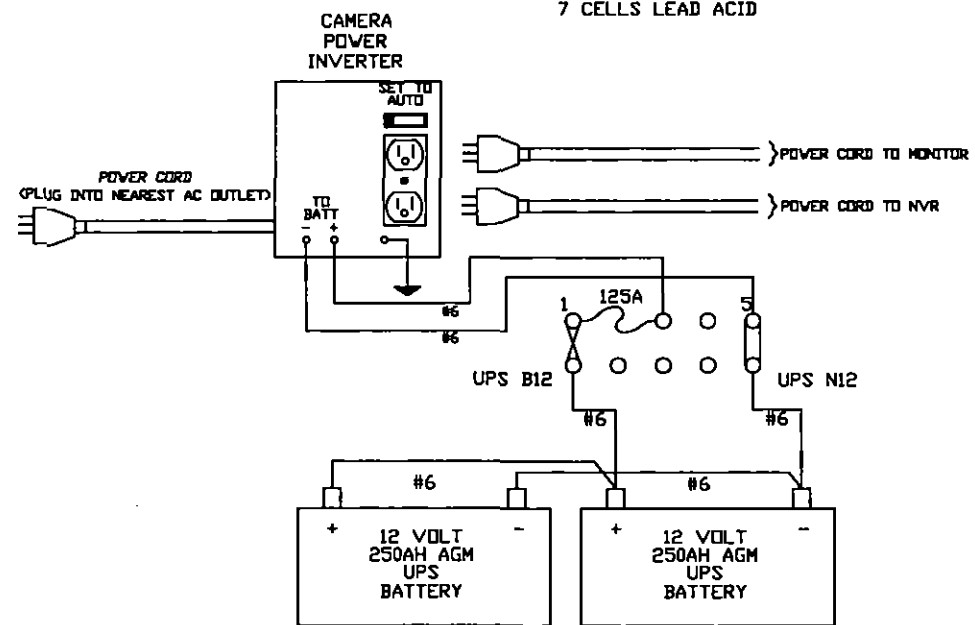 7 CELLS LEAD ACID
CAMERA
POWER
INVERTER
SET TO
AUTO
POWER CORD TO MONITOR
POWER CORD
(PLUG INTO NEAREST AC OUTLET)
POWER CORD TO NVR
TO
BATT
- +
#6
#6
1
125A
5
UPS B12
UPS N12
#6
#6
#6
#6
+ -
12 VOLT
250AH AGM
UPS
BATTERY
+ -
12 VOLT
250AH AGM
UPS
BATTERY